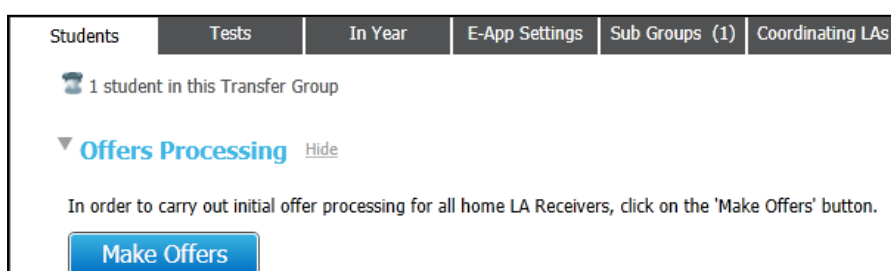 Students Tests In Year E-App Settings Sub Groups (1) Coordinating LAs
1 student in this Transfer Group
Offers Processing Hide
In order to carry out initial offer processing for all home LA Receivers, click on the 'Make Offers' button.
Make Offers